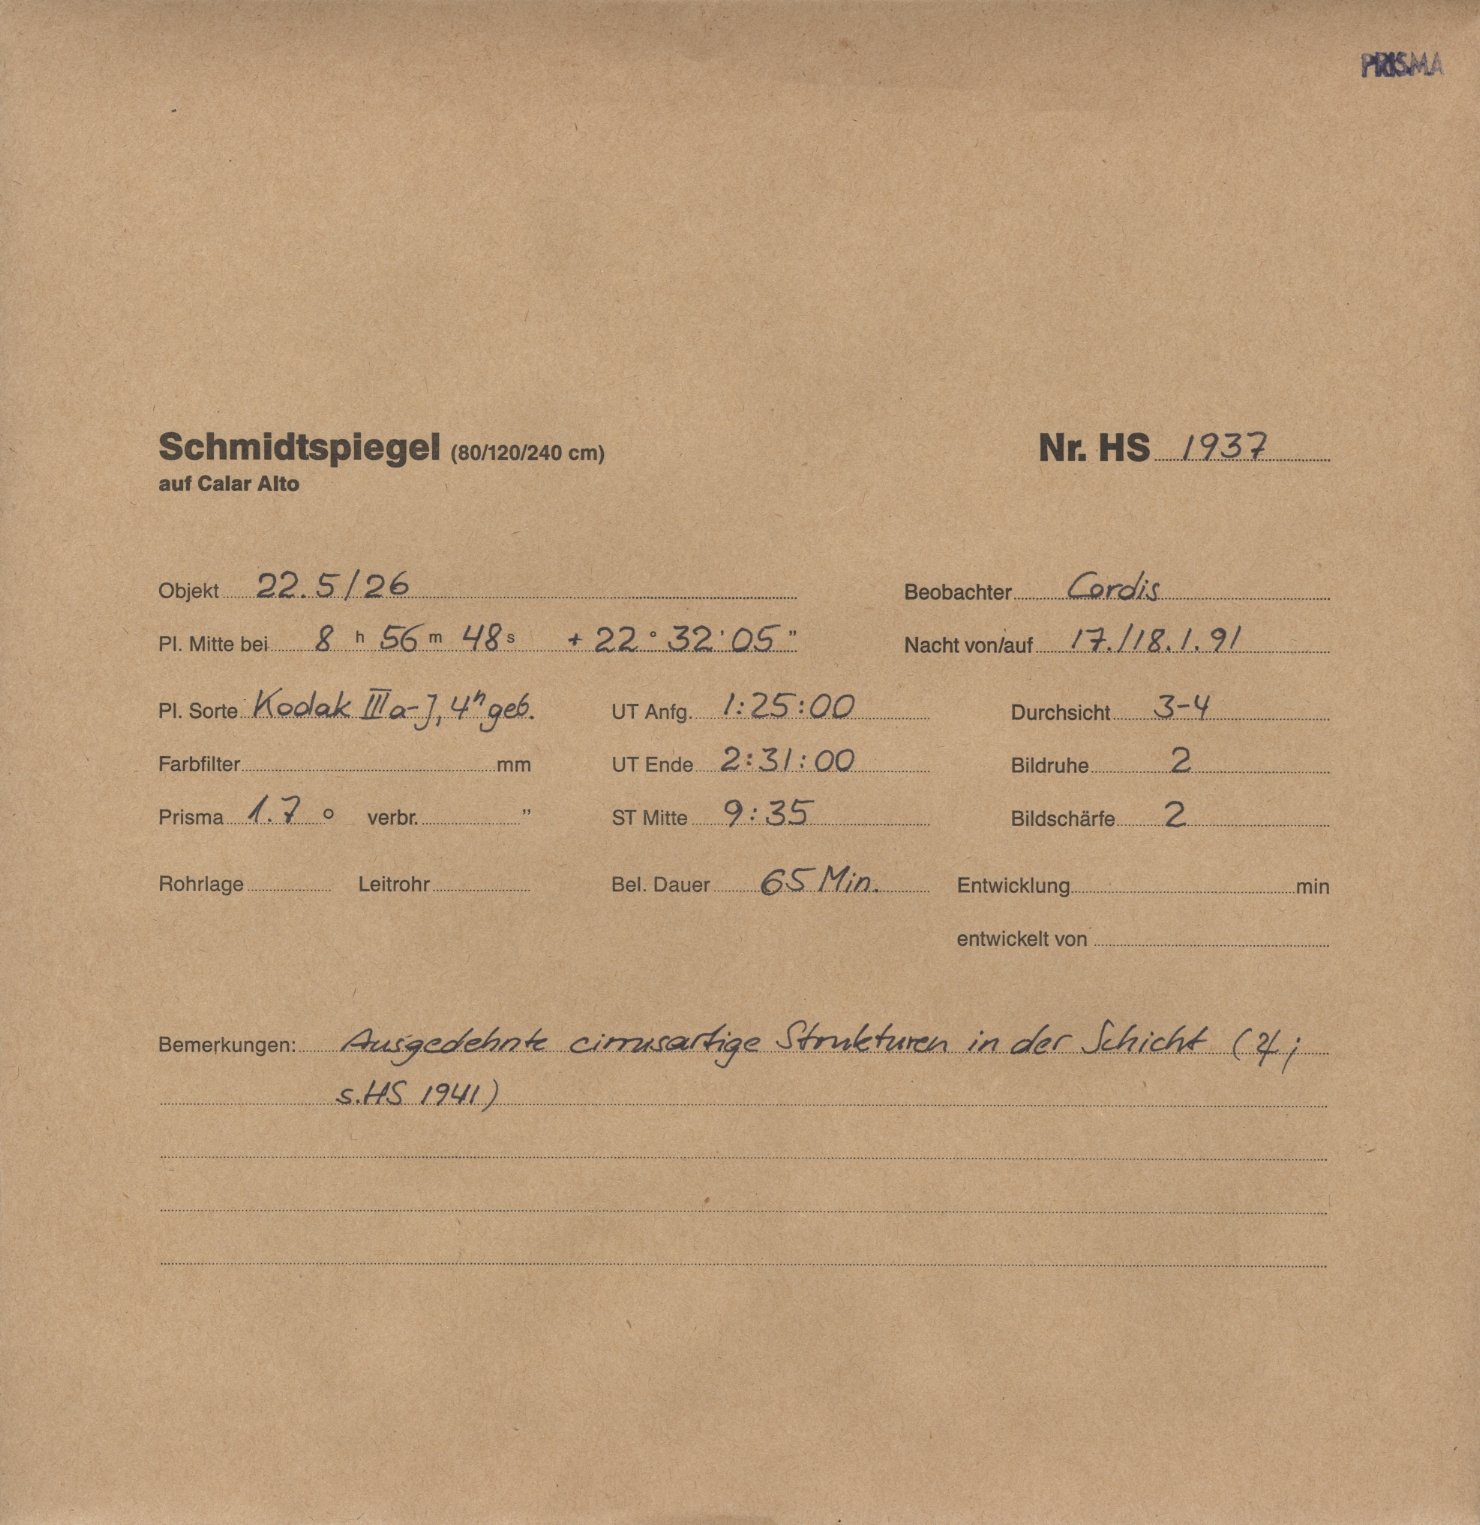 PRISMA
Schmidtspiegel (80/120/240 cm) Nr. HS 1937
auf Calar Alto
Objekt 22.5/26 Beobachter Cordis
Pl. Mitte bei 8 h 56 m 48 s + 22 ° 32 ' 05 " Nacht von/auf 17./18.1.91
Pl. Sorte Kodak IIIa-J, 4ʰ geb. UT Anfg. 1:25:00 Durchsicht 3-4
Farbfilter mm UT Ende 2:31:00 Bildruhe 2
Prisma 1.7 ° verbr. " ST Mitte 9:35 Bildschärfe 2
Rohrlage Leitrohr Bel. Dauer 65 Min. Entwicklung min
entwickelt von
Bemerkungen: Ausgedehnte cirrusartige Strukturen in der Schicht (♃;
s. HS 1941)